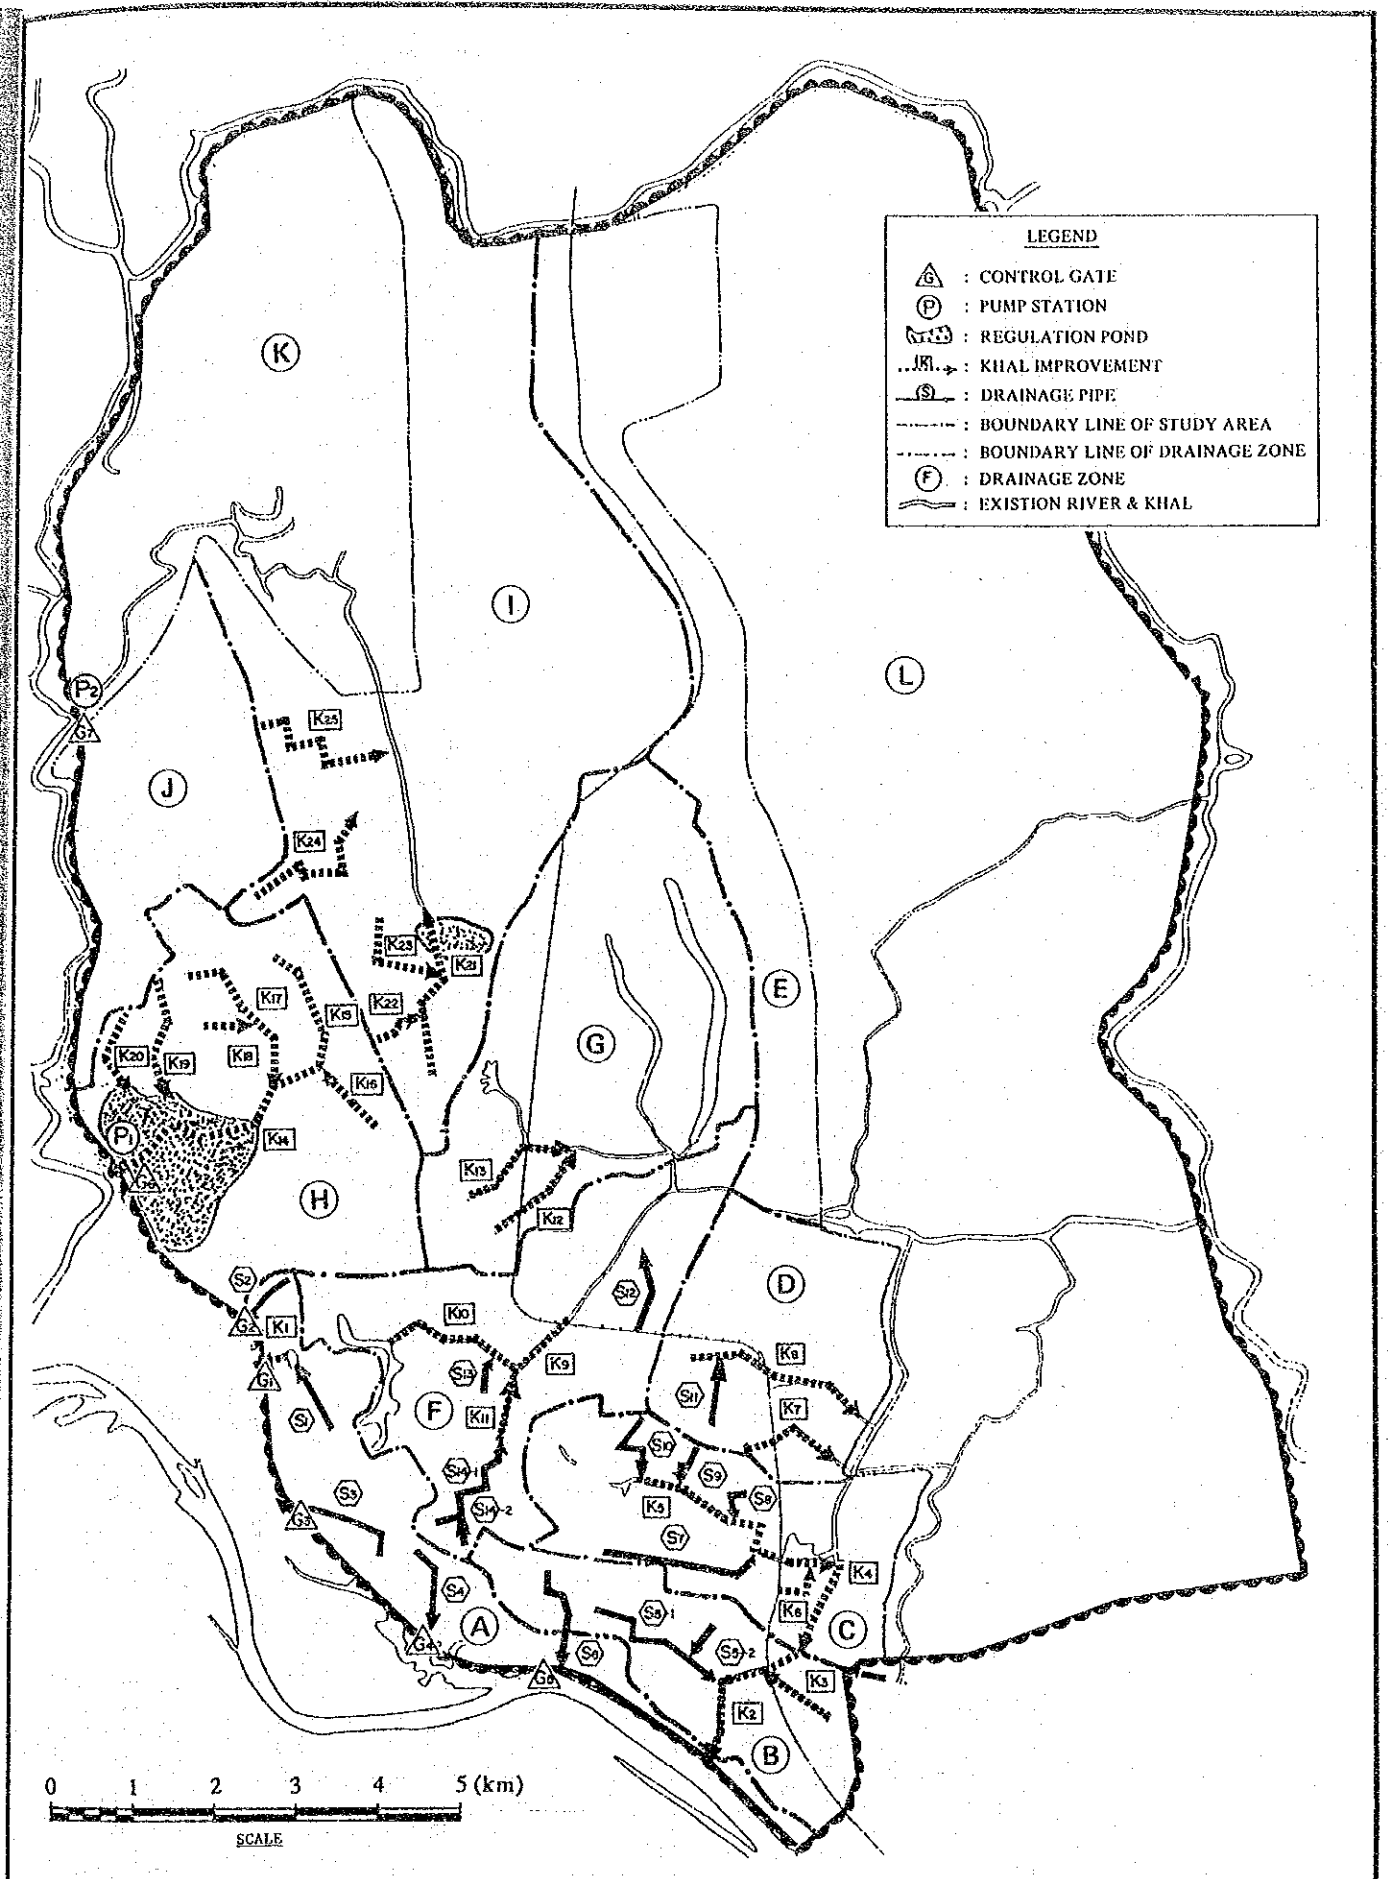 LEGEND
G : CONTROL GATE
P : PUMP STATION
: REGULATION POND
K : KHAL IMPROVEMENT
S : DRAINAGE PIPE
: BOUNDARY LINE OF STUDY AREA
: BOUNDARY LINE OF DRAINAGE ZONE
F : DRAINAGE ZONE
: EXISTION RIVER & KHAL
K
I
L
P2
G7
K25
J
K24
K23
K21
E
K17
K22
K15
G
K20
K19
K18
K16
P1
K14
K13
G6
H
K12
S2
D
S12
K10
G2
K1
K9
K8
G1
S13
S11
S1
F
K11
K7
S10
S14-1
S9
S3
S8
S14-2
K5
G3
S7
K4
S4
K6
S5-1
A
C
G4
S6
S5-2
G5
K3
K2
B
0 1 2 3 4 5 (km)
SCALE